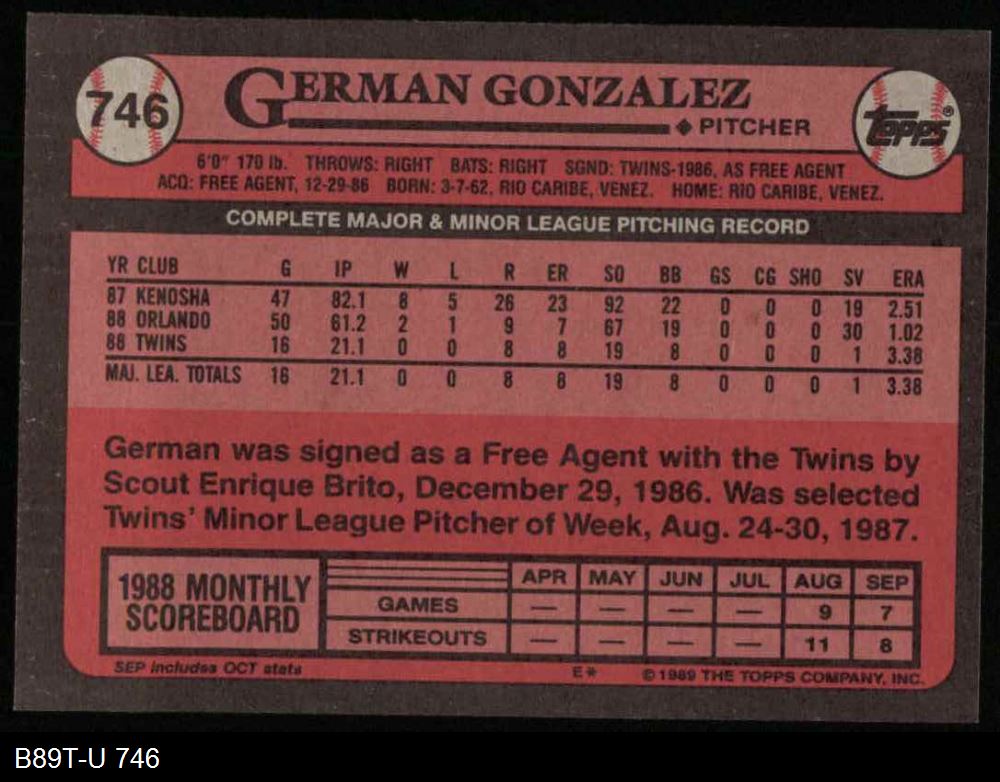 746
GERMAN GONZALEZ
◆ PITCHER
TOPPS®
6'0" 170 lb. THROWS: RIGHT BATS: RIGHT SGND: TWINS-1986, AS FREE AGENT
ACQ: FREE AGENT, 12-29-86 BORN: 3-7-62, RIO CARIBE, VENEZ. HOME: RIO CARIBE, VENEZ.
COMPLETE MAJOR & MINOR LEAGUE PITCHING RECORD
YR CLUB G IP W L R ER SO BB GS CG SHO SV ERA
87 KENOSHA 47 82.1 8 5 26 23 92 22 0 0 0 19 2.51
88 ORLANDO 50 61.2 2 1 9 7 67 19 0 0 0 30 1.02
88 TWINS 16 21.1 0 0 8 8 19 8 0 0 0 1 3.38
MAJ. LEA. TOTALS 16 21.1 0 0 8 8 19 8 0 0 0 1 3.38
German was signed as a Free Agent with the Twins by
Scout Enrique Brito, December 29, 1986. Was selected
Twins' Minor League Pitcher of Week, Aug. 24-30, 1987.
1988 MONTHLY
SCOREBOARD
APR MAY JUN JUL AUG SEP
GAMES — — — — 9 7
STRIKEOUTS — — — — 11 8
SEP includes OCT stats E* © 1989 THE TOPPS COMPANY, INC.
B89T-U 746